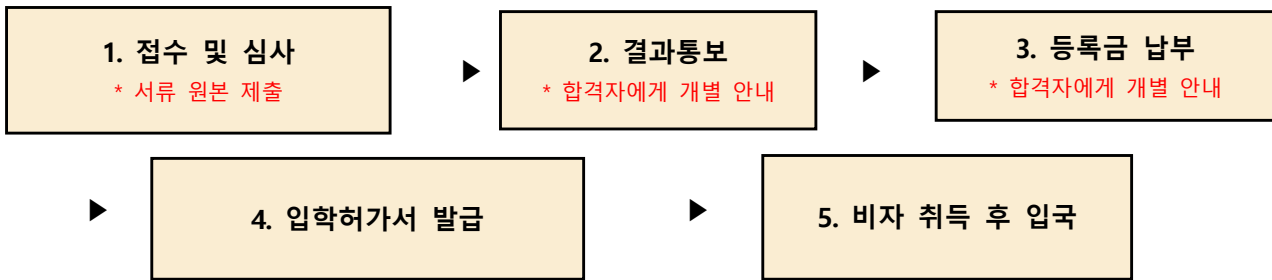 1. 접수 및 심사
* 서류 원본 제출
▶
2. 결과통보
* 합격자에게 개별 안내
▶
3. 등록금 납부
* 합격자에게 개별 안내
▶
4. 입학허가서 발급
▶
5. 비자 취득 후 입국